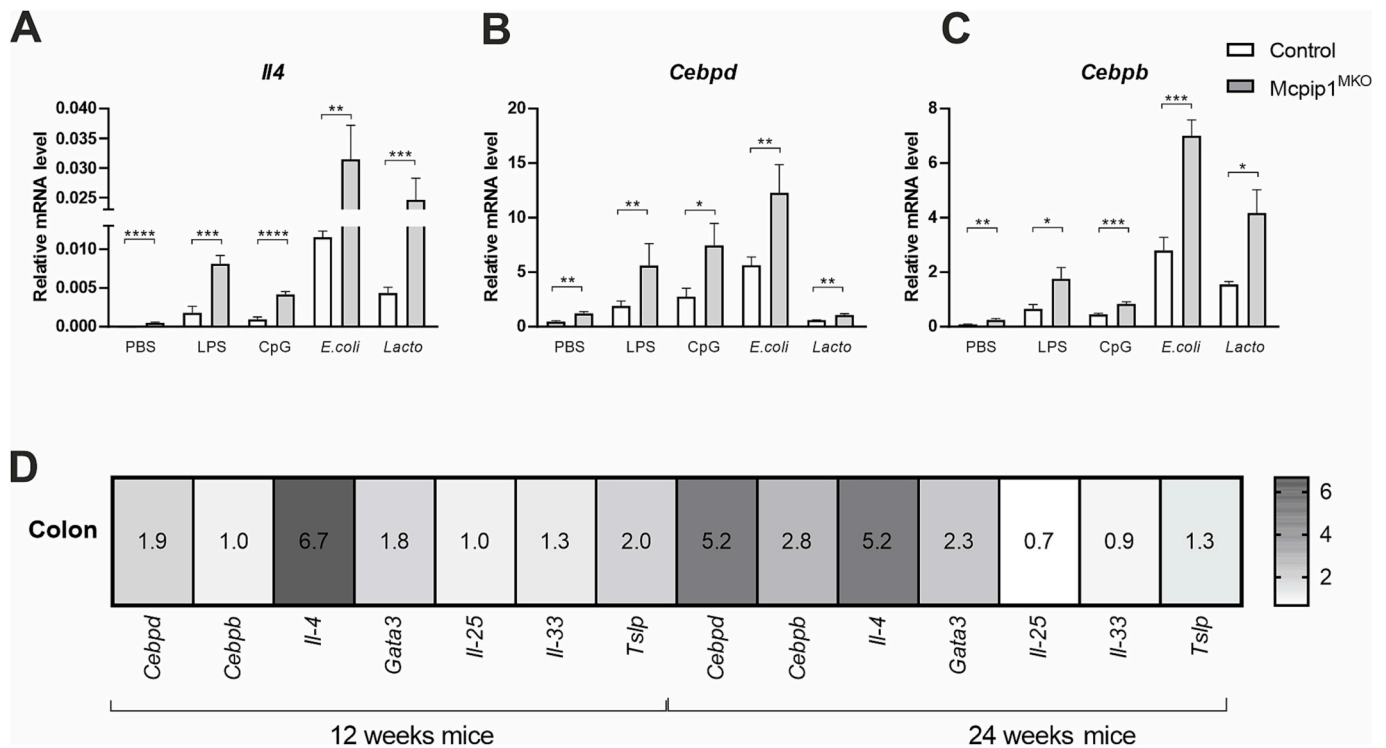 A
B
C
Control
Mcpip1MKO
Il4
Cebpd
Cebpb
Relative mRNA level
0.040
0.035
0.030
0.025
0.010
0.005
0.000
**** *** **** ** ***
PBS LPS CpG E.coli Lacto
Relative mRNA level
20
15
10
5
0
** ** * ** **
PBS LPS CpG E.coli Lacto
Relative mRNA level
8
6
4
2
0
** * *** *** *
PBS LPS CpG E.coli Lacto
D
Colon
1.9 1.0 6.7 1.8 1.0 1.3 2.0 5.2 2.8 5.2 2.3 0.7 0.9 1.3
6
4
2
Cebpd Cebpb Il-4 Gata3 Il-25 Il-33 Tslp Cebpd Cebpb Il-4 Gata3 Il-25 Il-33 Tslp
12 weeks mice 24 weeks mice